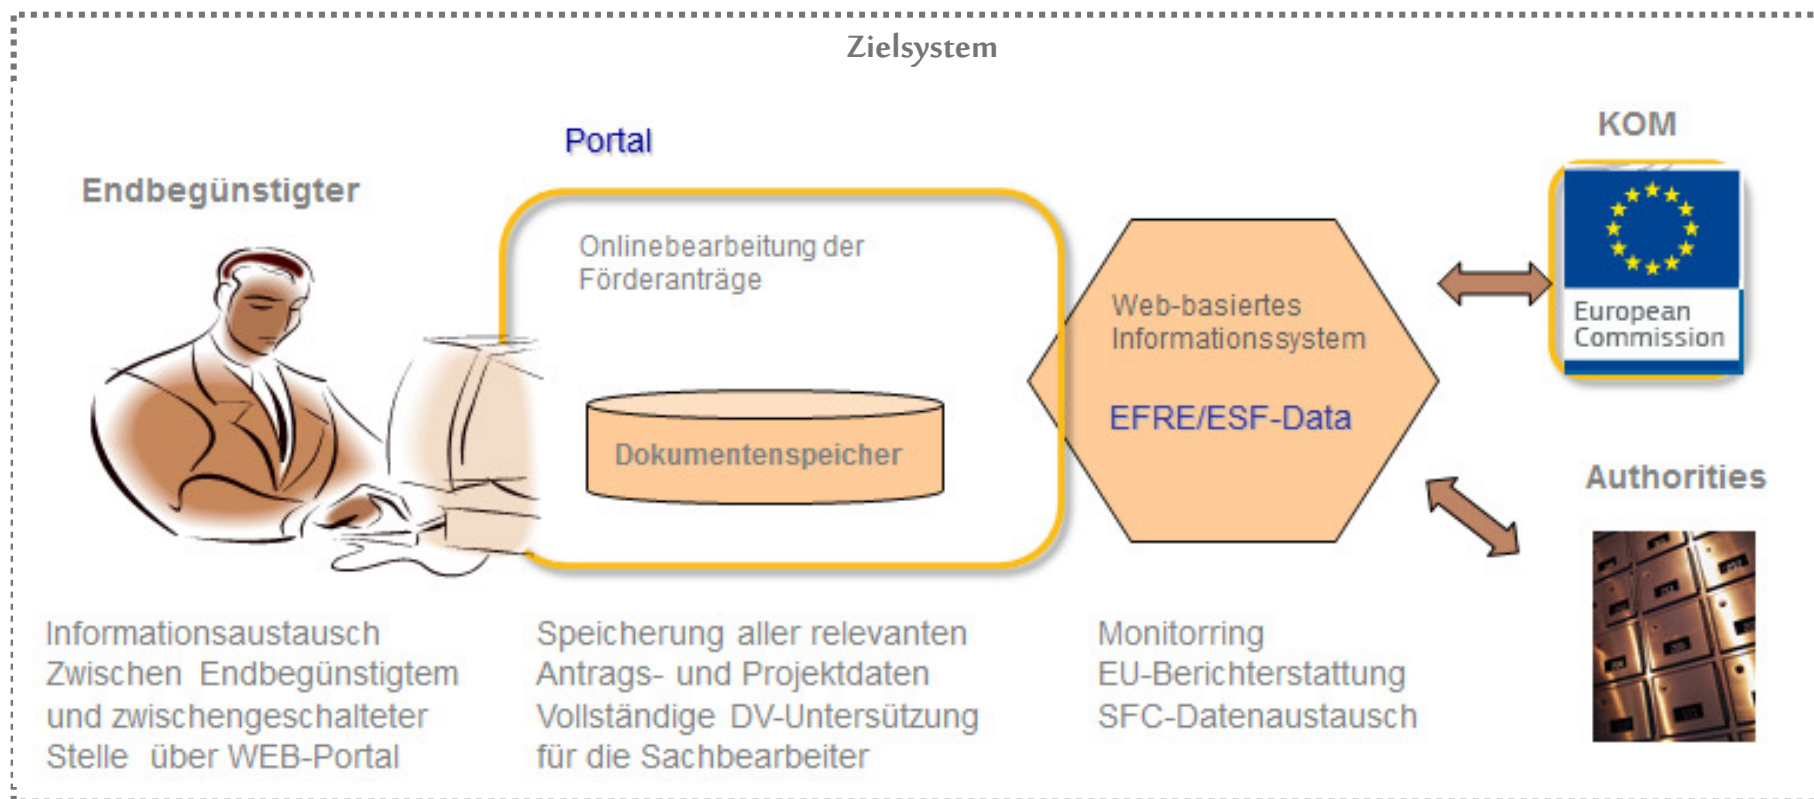 Zielsystem
KOM
Portal
Endbegünstigter
Onlinebearbeitung der
Förderanträge
Web-basiertes
Informationssystem
EFRE/ESF-Data
European
Commission
Dokumentenspeicher
Authorities
Informationsaustausch
Zwischen Endbegünstigtem
und zwischengeschalteter
Stelle über WEB-Portal
Speicherung aller relevanten
Antrags- und Projektdaten
Vollständige DV-Untersützung
für die Sachbearbeiter
Monitorring
EU-Berichterstattung
SFC-Datenaustausch